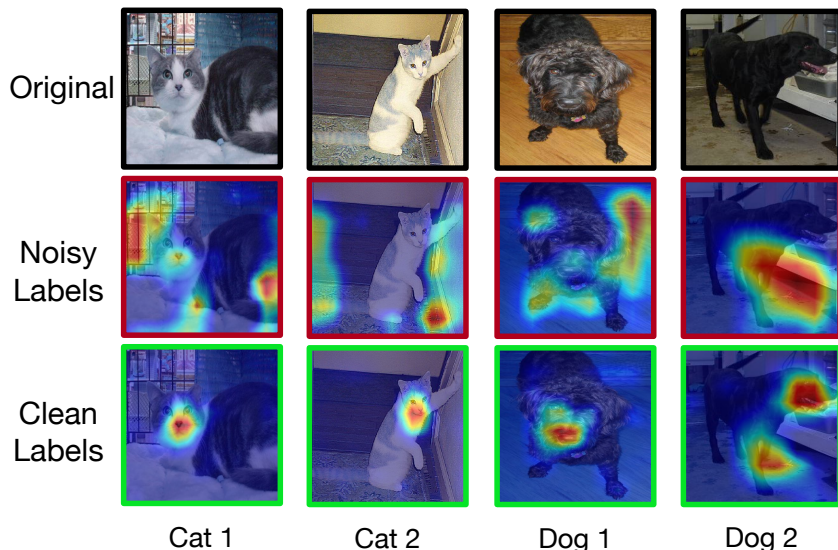 Original
Noisy
Labels
Clean
Labels
Cat 1
Cat 2
Dog 1
Dog 2